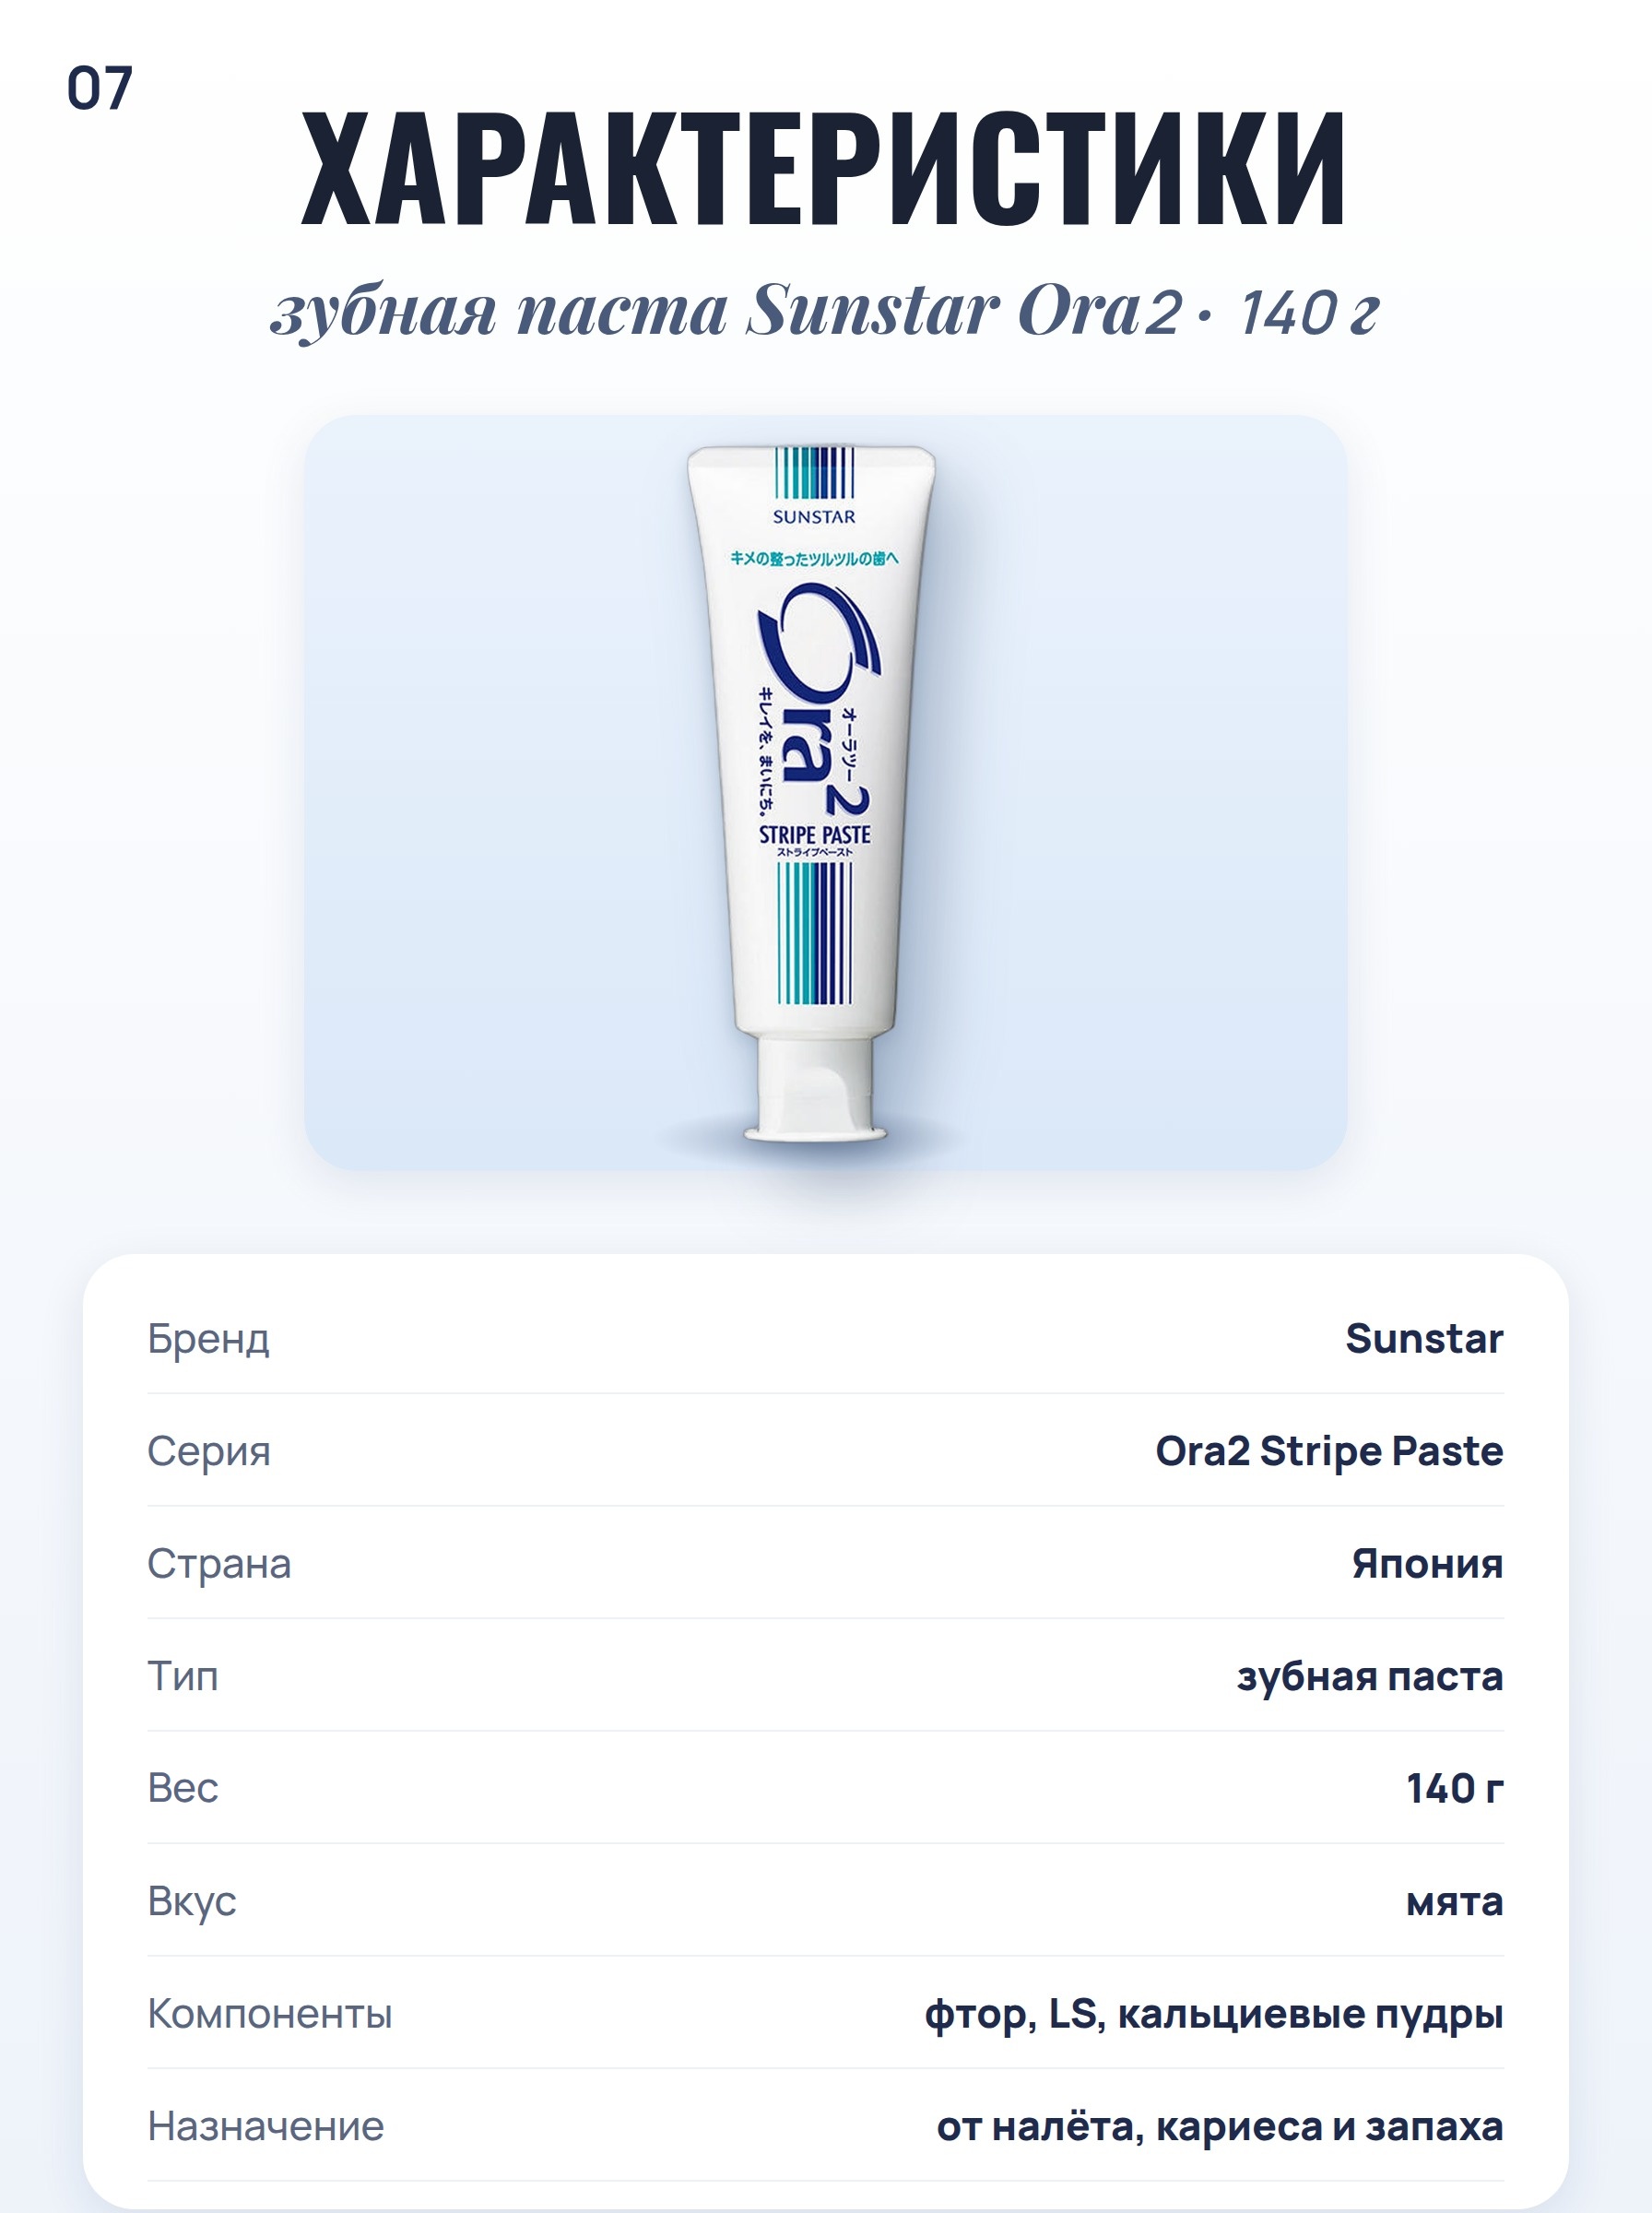 07
ХАРАКТЕРИСТИКИ
зубная паста Sunstar Ora2 · 140 г
SUNSTAR
キメの整ったツルツルの歯へ
Ora2
オーラツー
キレイを、まいにち。
STRIPE PASTE
ストライプペースト
Бренд Sunstar
Серия Ora2 Stripe Paste
Страна Япония
Тип зубная паста
Вес 140 г
Вкус мята
Компоненты фтор, LS, кальциевые пудры
Назначение от налёта, кариеса и запаха